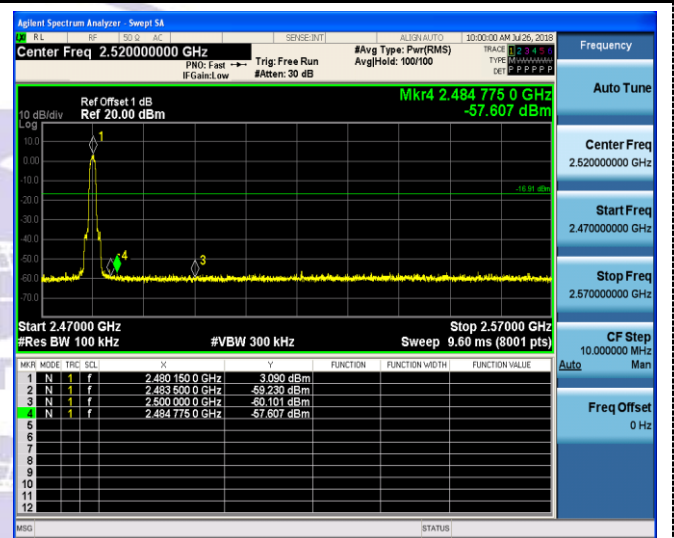 Agilent Spectrum Analyzer - Swept SA
LXI RL RF 50 Ω AC SENSE:INT ALIGN AUTO 10:00:00 AM Jul 26, 2018
Center Freq 2.520000000 GHz
PNO: Fast
IFGain:Low
Trig: Free Run
#Atten: 30 dB
#Avg Type: Pwr(RMS)
Avg|Hold: 100/100
TRACE 1 2 3 4 5 6
TYPE M
DET P P P P P P
Mkr4 2.484 775 0 GHz
-57.607 dBm
Ref Offset 1 dB
10 dB/div Ref 20.00 dBm
Log
10.0
0.00
-10.0
-20.0
-30.0
-40.0
-50.0
-60.0
-70.0
1
4
3
-16.91 dBm
Start 2.47000 GHz Stop 2.57000 GHz
#Res BW 100 kHz #VBW 300 kHz Sweep 9.60 ms (8001 pts)
MKR MODE TRC SCL X Y FUNCTION FUNCTION WIDTH FUNCTION VALUE
1 N 1 f 2.480 150 0 GHz 3.090 dBm
2 N 1 f 2.483 500 0 GHz -59.230 dBm
3 N 1 f 2.500 000 0 GHz -60.101 dBm
4 N 1 f 2.484 775 0 GHz -57.607 dBm
5
6
7
8
9
10
11
12
MSG STATUS
Frequency
Auto Tune
Center Freq
2.520000000 GHz
Start Freq
2.470000000 GHz
Stop Freq
2.570000000 GHz
CF Step
10.000000 MHz
Auto Man
Freq Offset
0 Hz